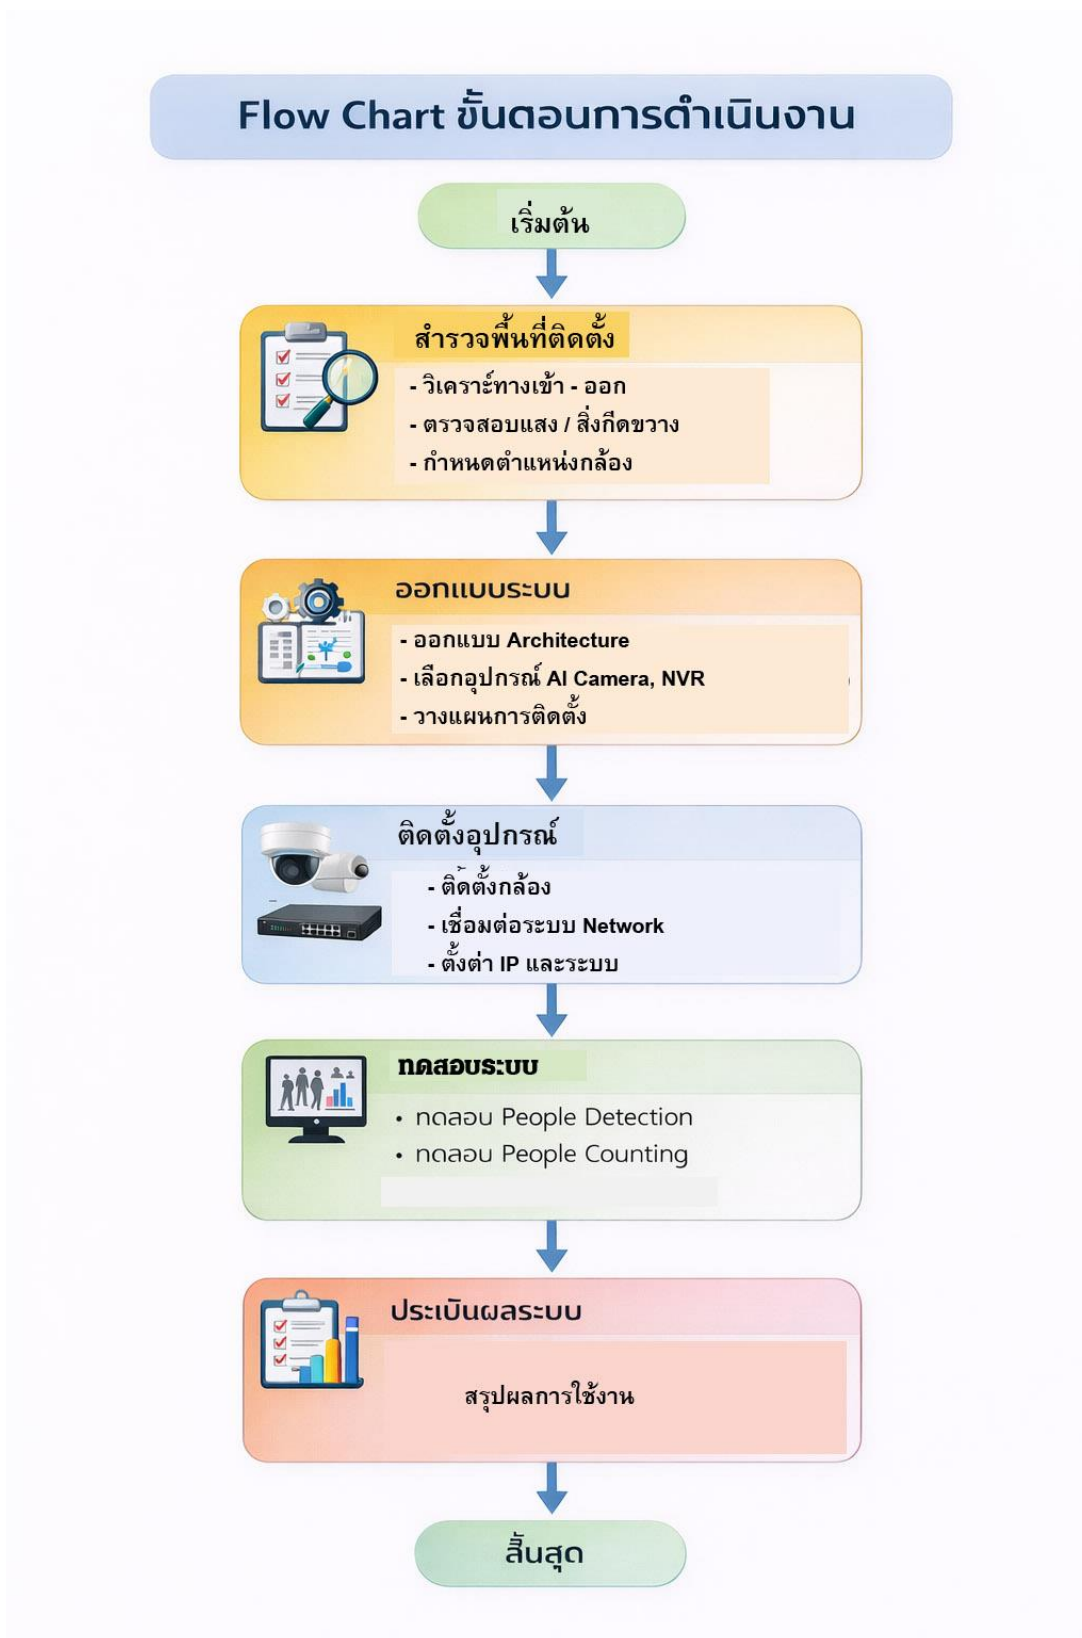 Flow Chart ขั้นตอนการดำเนินงาน
เริ่มต้น
สำรวจพื้นที่ติดตั้ง
- วิเคราะ์ทางเข้า - ออก
- ตรวจสอบแสง / สิ่งกีดขวาง
- กำหนดตำแหน่งกล้อง
ออกแบบระบบ
- ออกแบบ Architecture
- เลือกอุปกรณ์ AI Camera, NVR
- วางแผนการติดตั้ง
ติดตั้งอุปกรณ์
- ติดตั้งกล้อง
- เชื่อมต่อระบบ Network
- ตั้งต่า IP และระบบ
ทดสอบระบบ
• ทดสอบ People Detection
• ทดสอบ People Counting
ประเบินผลระบบ
สรุปผลการใช้งาน
สิ้นสุด